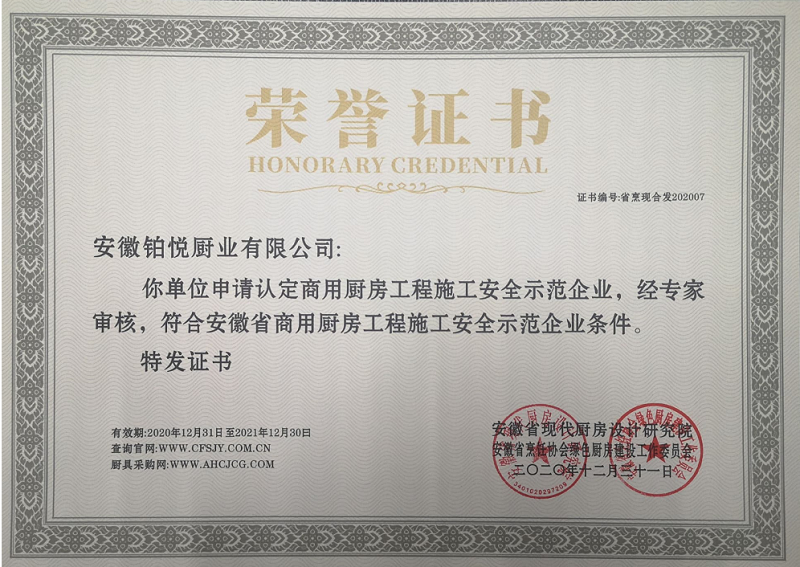 荣誉证书
HONORARY CREDENTIAL
证书编号:省烹现合发202007
安徽铂悦厨业有限公司:
你单位申请认定商用厨房工程施工安全示范企业，经专家
审核，符合安徽省商用厨房工程施工安全示范企业条件。
特发证书
有效期:2020年12月31日至2021年12月30日
查询官网:WWW.CFSJY.COM.CN
厨具采购网:WWW.AHCJCG.COM
安徽省现代厨房设计研究院
安徽省烹饪协会绿色厨房建设工作委员会
二〇二〇年十二月三十一日